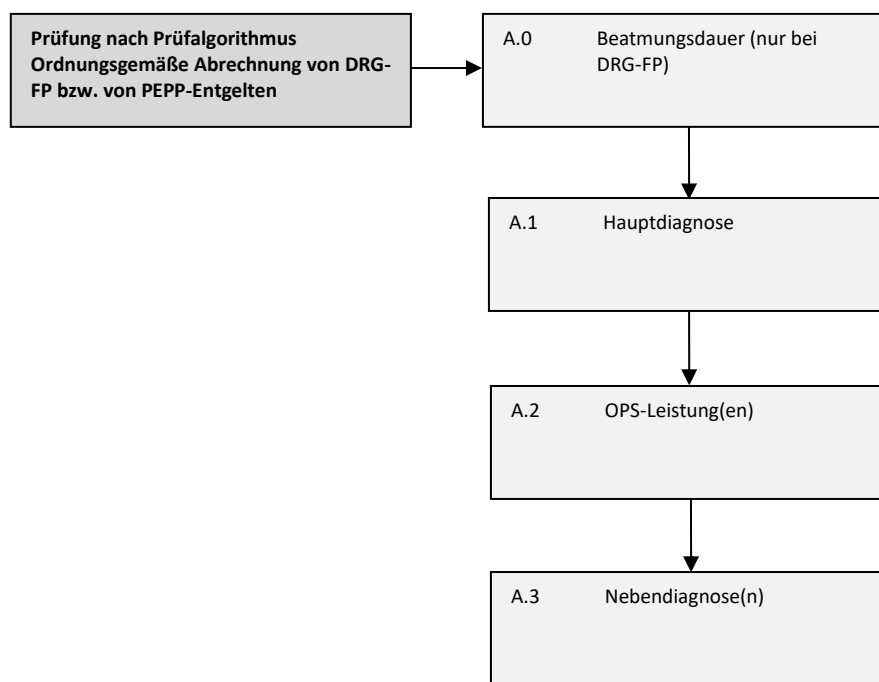 Prüfung nach Prüfalgorithmus
Ordnungsgemäße Abrechnung von DRG-
FP bzw. von PEPP-Entgelten
A.0 Beatmungsdauer (nur bei
DRG-FP)
A.1 Hauptdiagnose
A.2 OPS-Leistung(en)
A.3 Nebendiagnose(n)